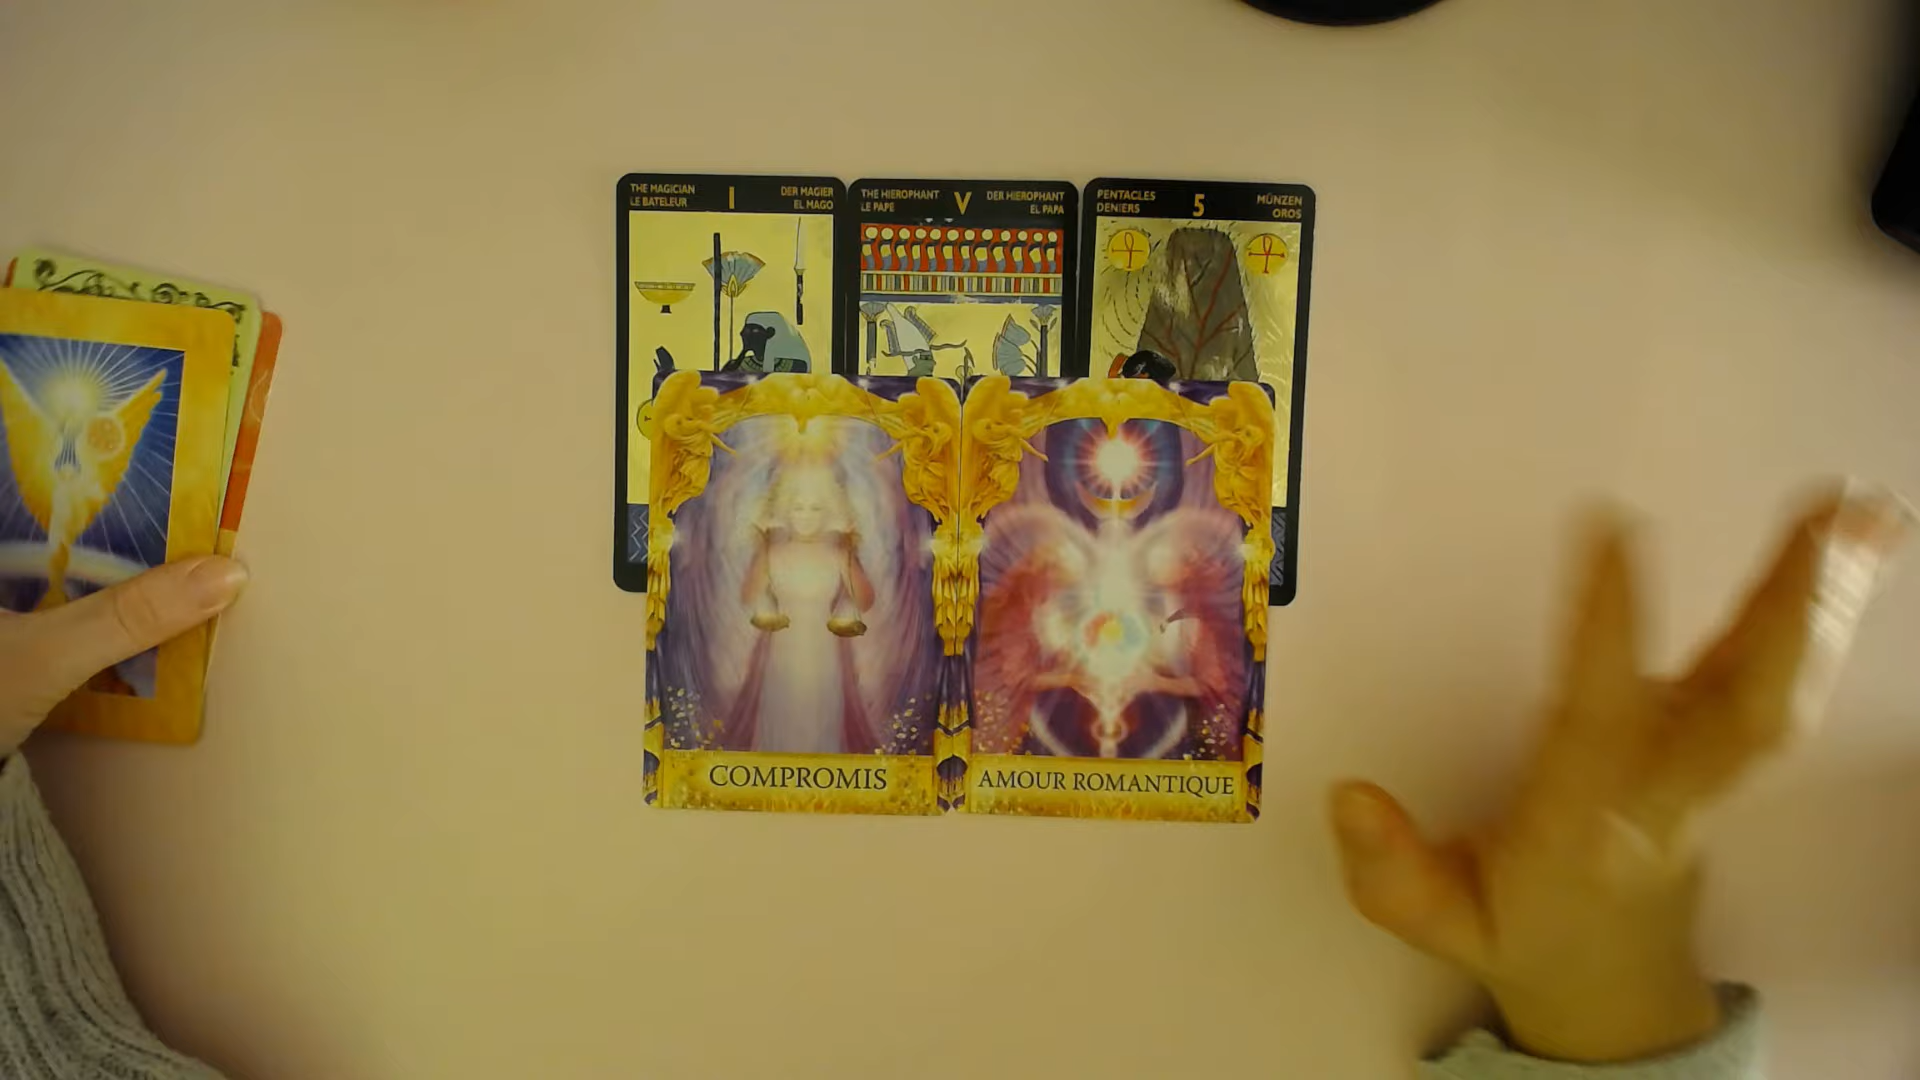 THE MAGICIAN I DER MAGIER
LE BATELEUR EL MAGO
THE HIEROPHANT V DER HIEROPHANT
LE PAPE EL PAPA
PENTACLES 5 MÜNZEN
DENIERS OROS
COMPROMIS
AMOUR ROMANTIQUE